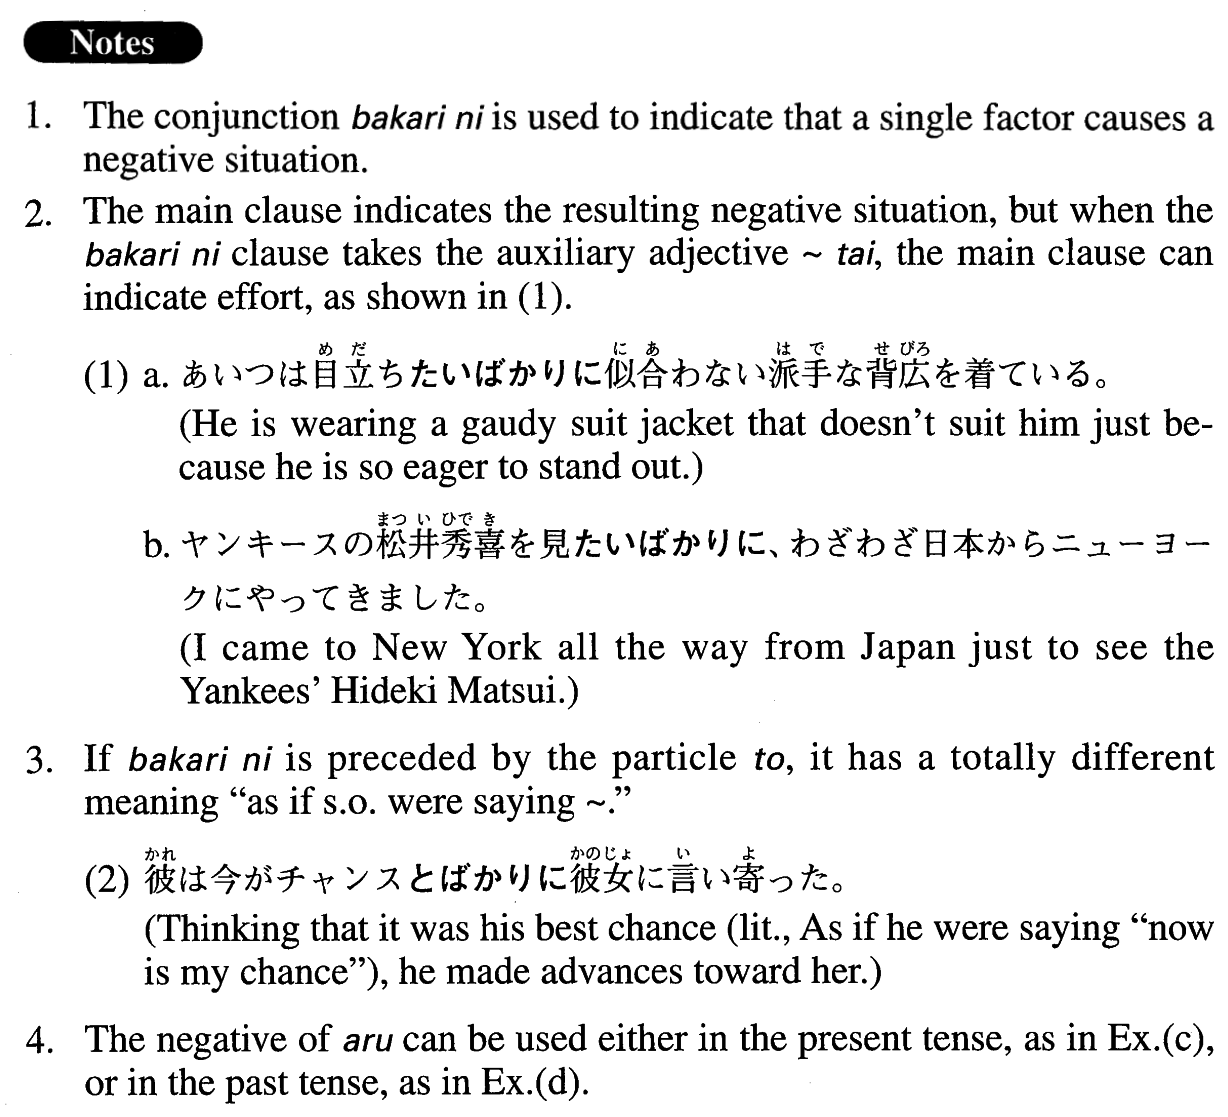 Notes
1. The conjunction bakari ni is used to indicate that a single factor causes a
negative situation.
2. The main clause indicates the resulting negative situation, but when the
bakari ni clause takes the auxiliary adjective ~ tai, the main clause can
indicate effort, as shown in (1).
め だ に あ は で せ びろ
(1) a. あいつは目立ちたいばかりに似合わない派手な背広を着ている。
(He is wearing a gaudy suit jacket that doesn't suit him just be-
cause he is so eager to stand out.)
まつ い ひで き
b. ヤンキースの松井秀喜を見たいばかりに、わざわざ日本からニューヨー
クにやってきました。
(I came to New York all the way from Japan just to see the
Yankees' Hideki Matsui.)
3. If bakari ni is preceded by the particle to, it has a totally different
meaning “as if s.o. were saying ~.”
かれ かのじょ い よ
(2) 彼は今がチャンスとばかりに彼女に言い寄った。
(Thinking that it was his best chance (lit., As if he were saying “now
is my chance”), he made advances toward her.)
4. The negative of aru can be used either in the present tense, as in Ex.(c),
or in the past tense, as in Ex.(d).